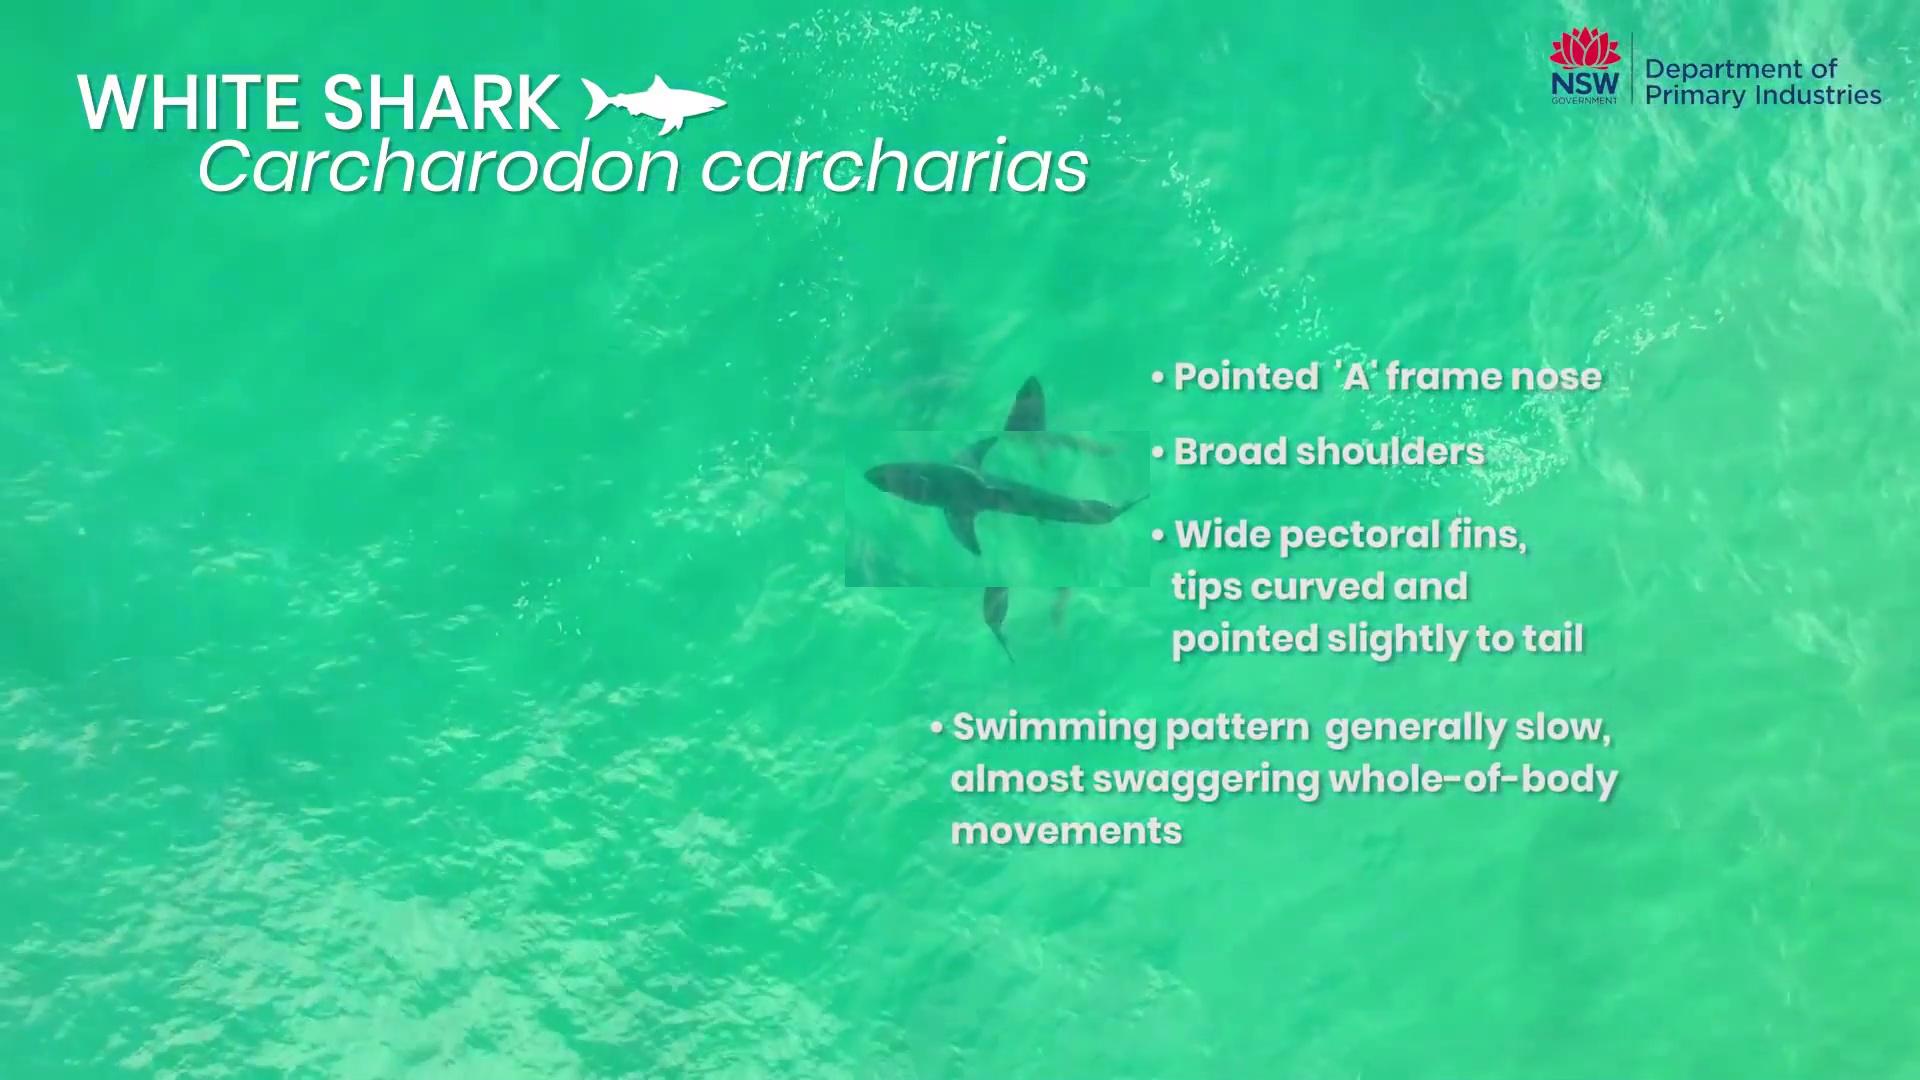 WHITE SHARK
Carcharodon carcharias
NSW
GOVERNMENT
Department of
Primary Industries
• Pointed 'A' frame nose
• Broad shoulders
• Wide pectoral fins,
tips curved and
pointed slightly to tail
• Swimming pattern generally slow,
almost swaggering whole-of-body
movements